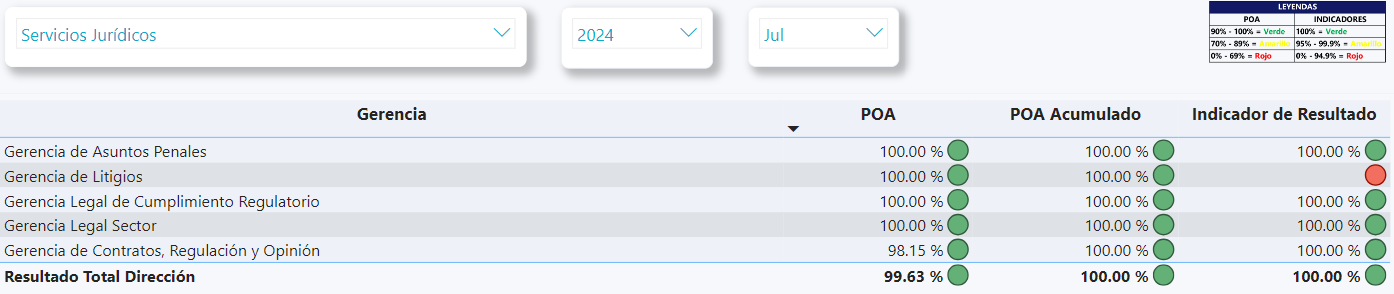 Servicios Jurídicos
2024
Jul
LEYENDAS
POA INDICADORES
90% - 100% = Verde 100% = Verde
70% - 89% = Amarillo 95% - 99.9% = Amarillo
0% - 69% = Rojo 0% - 94.9% = Rojo
Gerencia POA POA Acumulado Indicador de Resultado
Gerencia de Asuntos Penales 100.00 % 100.00 % 100.00 %
Gerencia de Litigios 100.00 % 100.00 %
Gerencia Legal de Cumplimiento Regulatorio 100.00 % 100.00 % 100.00 %
Gerencia Legal Sector 100.00 % 100.00 % 100.00 %
Gerencia de Contratos, Regulación y Opinión 98.15 % 100.00 % 100.00 %
Resultado Total Dirección 99.63 % 100.00 % 100.00 %